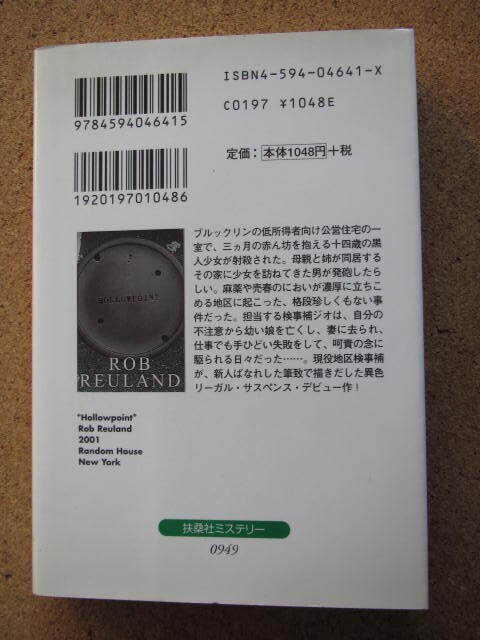 ISBN4-594-04641-X
C0197 ¥1048E
9784594046415
定価：本体1048円＋税
1920197010486
ブルックリンの低所得者向け公営住宅の一
室で、三ヵ月の赤ん坊を抱える十四歳の黒
人少女が射殺された。母親と姉が同居する
その家に少女を訪ねてきた男が発砲したら
しい。麻薬や売春のにおいが濃厚に立ちこ
める地区に起こった、格段珍しくもない事
件だった。担当する検事補ジオは、自分の
不注意から幼い娘を亡くし、妻に去られ、
仕事でも手ひどい失敗をして、呵責の念に
駆られる日々だった……。現役地区検事補
が、新人ばなれした筆致で描きだした異色
リーガル・サスペンス・デビュー作！
HOLLOWPOINT
ROB
REULAND
"Hollowpoint"
Rob Reuland
2001
Random House
New York
扶桑社ミステリー
0949